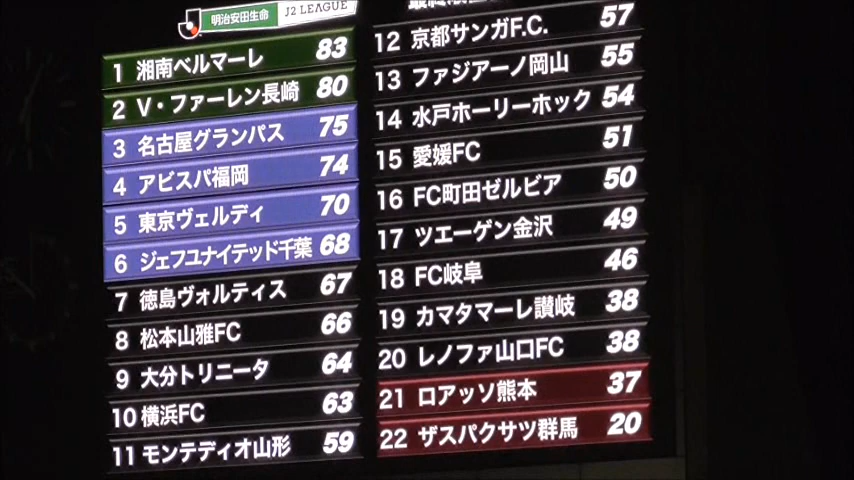 明治安田生命 J2 LEAGUE
1 湘南ベルマーレ 83
2 V・ファーレン長崎 80
3 名古屋グランパス 75
4 アビスパ福岡 74
5 東京ヴェルディ 70
6 ジェフユナイテッド千葉 68
7 徳島ヴォルティス 67
8 松本山雅FC 66
9 大分トリニータ 64
10 横浜FC 63
11 モンテディオ山形 59
12 京都サンガF.C. 57
13 ファジアーノ岡山 55
14 水戸ホーリーホック 54
15 愛媛FC 51
16 FC町田ゼルビア 50
17 ツエーゲン金沢 49
18 FC岐阜 46
19 カマタマーレ讃岐 38
20 レノファ山口FC 38
21 ロアッソ熊本 37
22 ザスパクサツ群馬 20